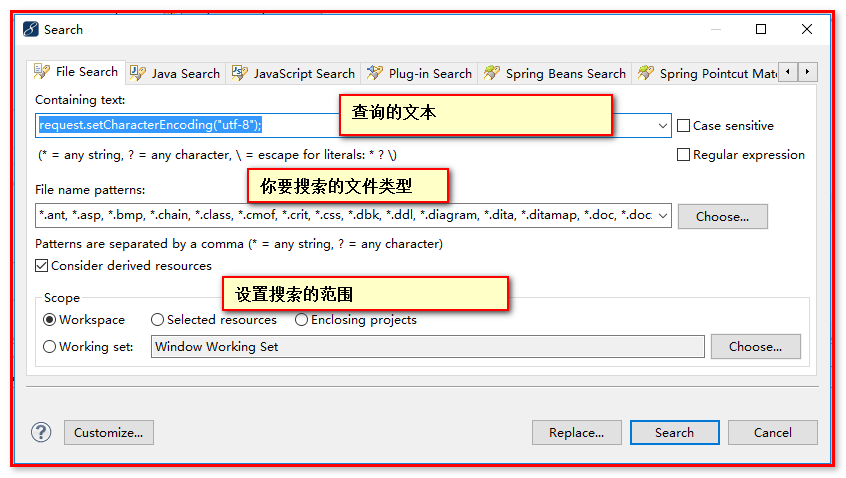 Search
File Search Java Search JavaScript Search Plug-in Search Spring Beans Search Spring Pointcut Mat
Containing text:
查询的文本
request.setCharacterEncoding("utf-8"); Case sensitive
(* = any string, ? = any character, \ = escape for literals: * ? \) Regular expression
你要搜索的文件类型
File name patterns:
*.ant, *.asp, *.bmp, *.chain, *.class, *.cmof, *.crit, *.css, *.dbk, *.ddl, *.diagram, *.dita, *.ditamap, *.doc, *.doc Choose...
Patterns are separated by a comma (* = any string, ? = any character)
Consider derived resources
设置搜索的范围
Scope
Workspace Selected resources Enclosing projects
Working set: Window Working Set Choose...
? Customize... Replace... Search Cancel